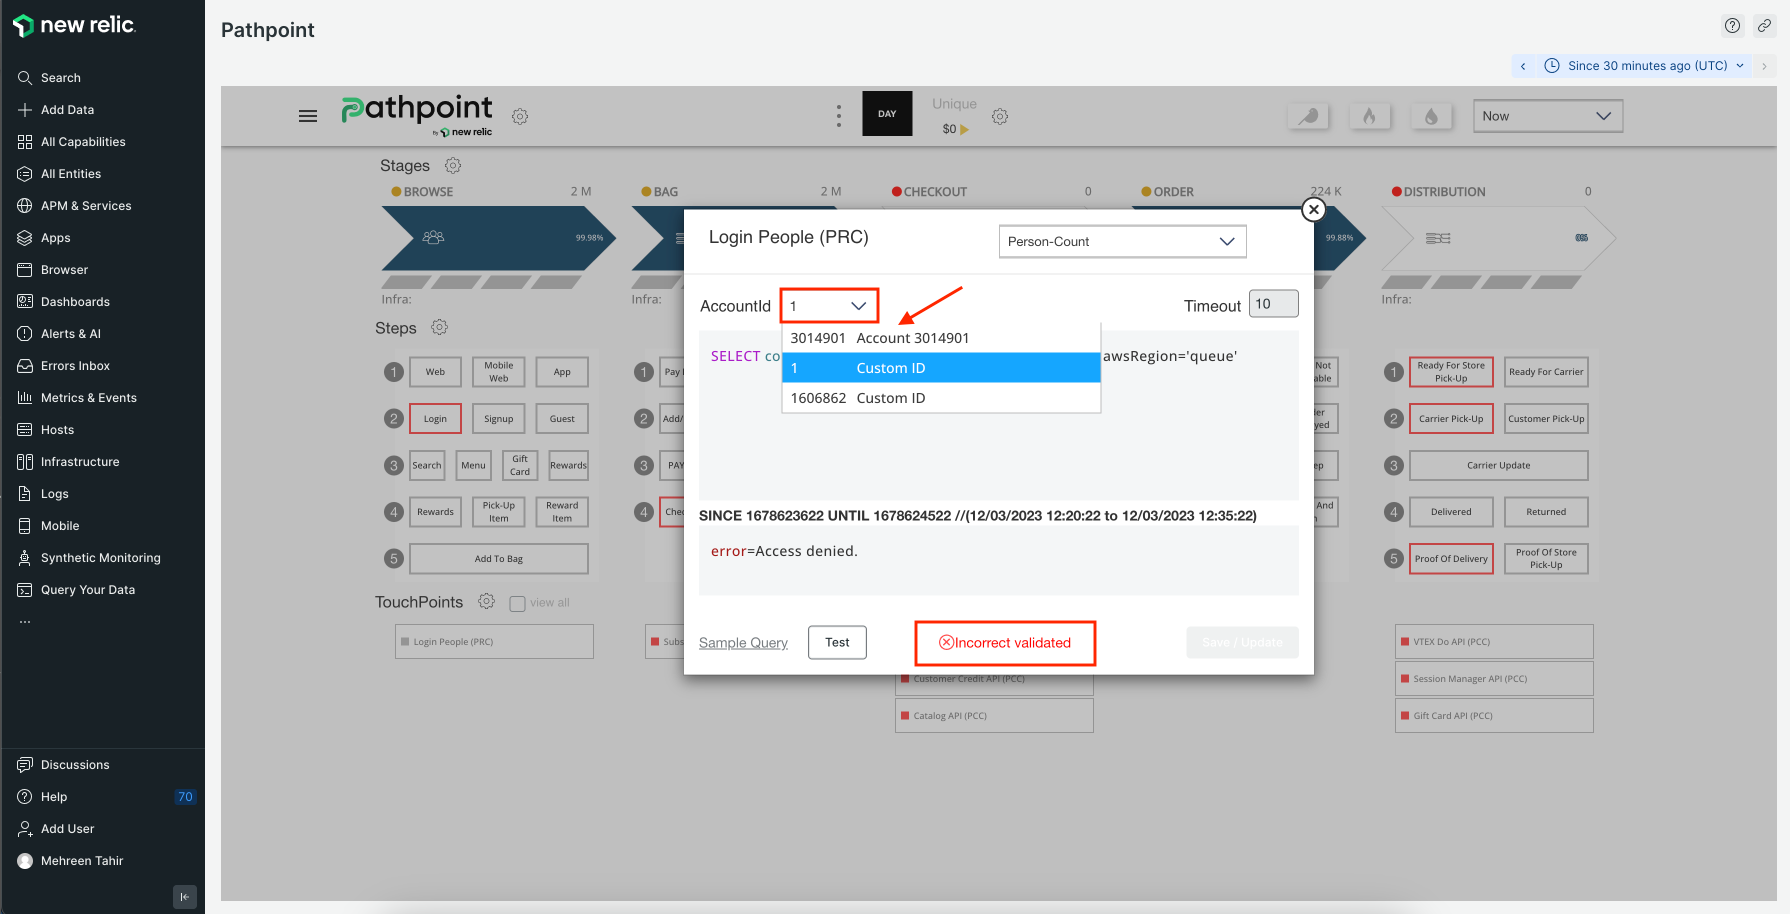 new relic
Search
Add Data
All Capabilities
All Entities
APM & Services
Apps
Browser
Dashboards
Alerts & AI
Errors Inbox
Metrics & Events
Hosts
Infrastructure
Logs
Mobile
Synthetic Monitoring
Query Your Data
...
Discussions
Help 70
Add User
Mehreen Tahir
Pathpoint
Since 30 minutes ago (UTC)
Pathpoint
by new relic
DAY
Unique
$0
Now
Stages
BROWSE 2 M
BAG 2 M
CHECKOUT 0
ORDER 224 K
DISTRIBUTION 0
99.98%
99.88%
Infra:
Infra:
Infra:
Steps
1 Web Mobile Web App
2 Login Signup Guest
3 Search Menu Gift Card Rewards
4 Rewards Pick-Up Item Reward Item
5 Add To Bag
1 Pay
2 Add/
3 PAY
4 Chec
1 Ready For Store Pick-Up Ready For Carrier
2 Carrier Pick-Up Customer Pick-Up
3 Carrier Update
4 Delivered Returned
5 Proof Of Delivery Proof Of Store Pick-Up
TouchPoints view all
Login People (PRC)
Subs
Customer Credit API (PCC)
Catalog API (PCC)
VTEX Do API (PCC)
Session Manager API (PCC)
Gift Card API (PCC)
Login People (PRC)
Person-Count
AccountId 1
Timeout 10
3014901 Account 3014901
1 Custom ID
1606862 Custom ID
SELECT co awsRegion='queue'
SINCE 1678623622 UNTIL 1678624522 //(12/03/2023 12:20:22 to 12/03/2023 12:35:22)
error=Access denied.
Sample Query
Test
Incorrect validated
Save / Update